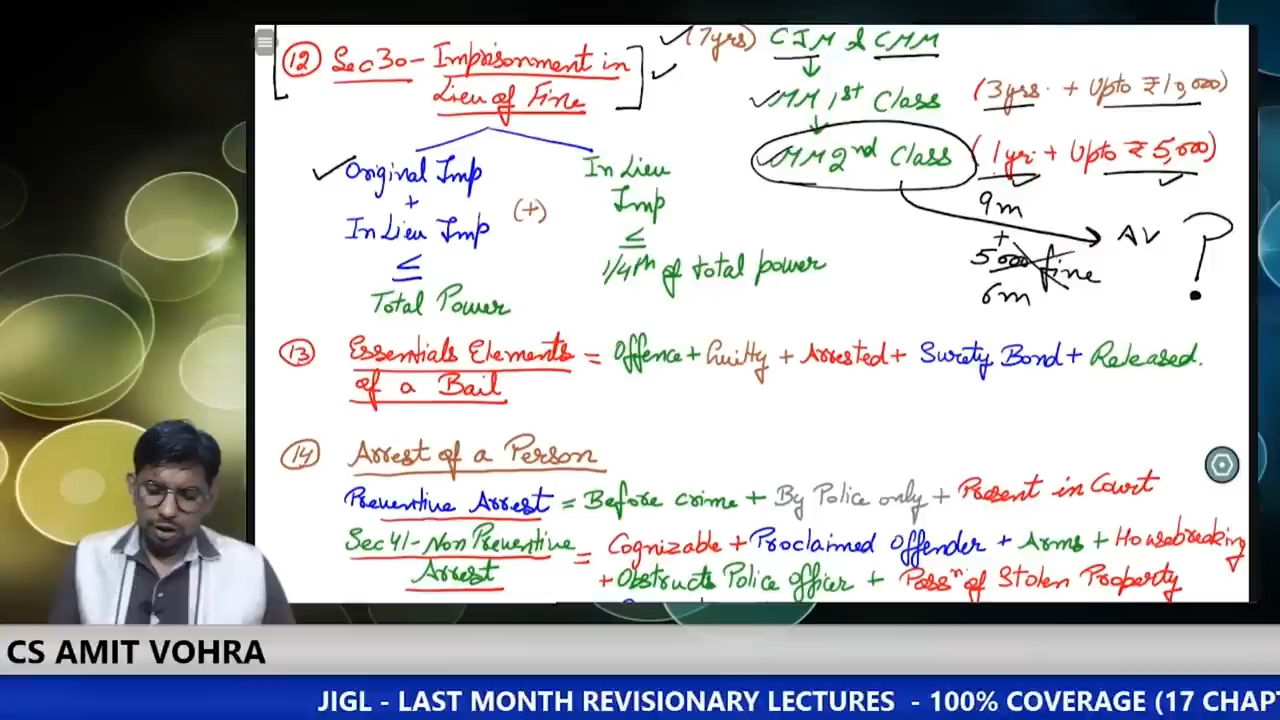 (12) Sec 30 - Imprisonment in
Lieu of Fine
(7yrs) CJM & CMM
MM 1st Class (3yrs. + Upto ₹10,000)
MM 2nd Class (1yr + Upto ₹5,000)
9m
+
5000 fine
6m
AV ?
Original Imp
+
In Lieu Imp
≤
Total Power
(+)
In Lieu
Imp
≤
1/4th of total power
(13) Essentials Elements = Offence + Guilty + Arrested + Surety Bond + Released.
of a Bail
(14) Arrest of a Person
Preventive Arrest = Before crime + By Police only + Present in Court
Sec 41 - Non Preventive = Cognizable + Proclaimed Offender + Arms + Housebreaking
Arrest + Obstructs Police Officer + Possn of Stolen Property
CS AMIT VOHRA
JIGL - LAST MONTH REVISIONARY LECTURES - 100% COVERAGE (17 CHAPT